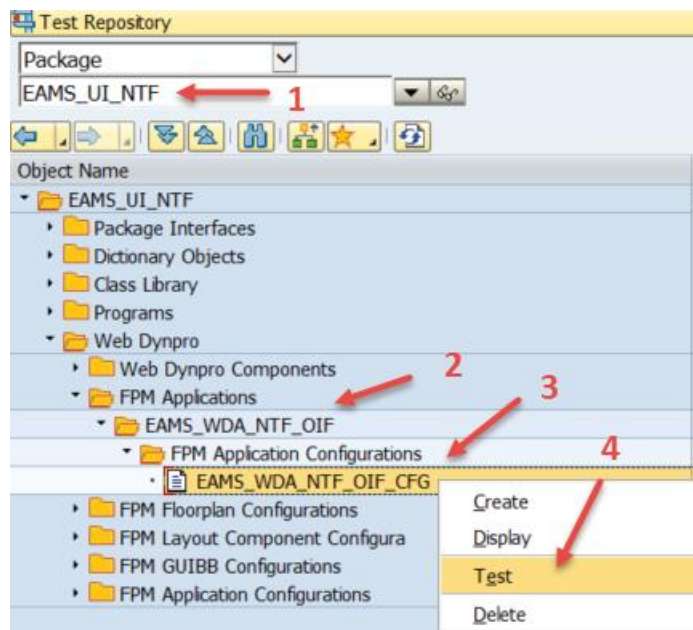 Test Repository
Package
EAMS_UI_NTF
1
Object Name
EAMS_UI_NTF
Package Interfaces
Dictionary Objects
Class Library
Programs
Web Dynpro
Web Dynpro Components
2
FPM Applications
3
EAMS_WDA_NTF_OIF
FPM Application Configurations
4
EAMS_WDA_NTF_OIF_CFG
FPM Floorplan Configurations
FPM Layout Component Configura
FPM GUIBB Configurations
FPM Application Configurations
Create
Display
Test
Delete